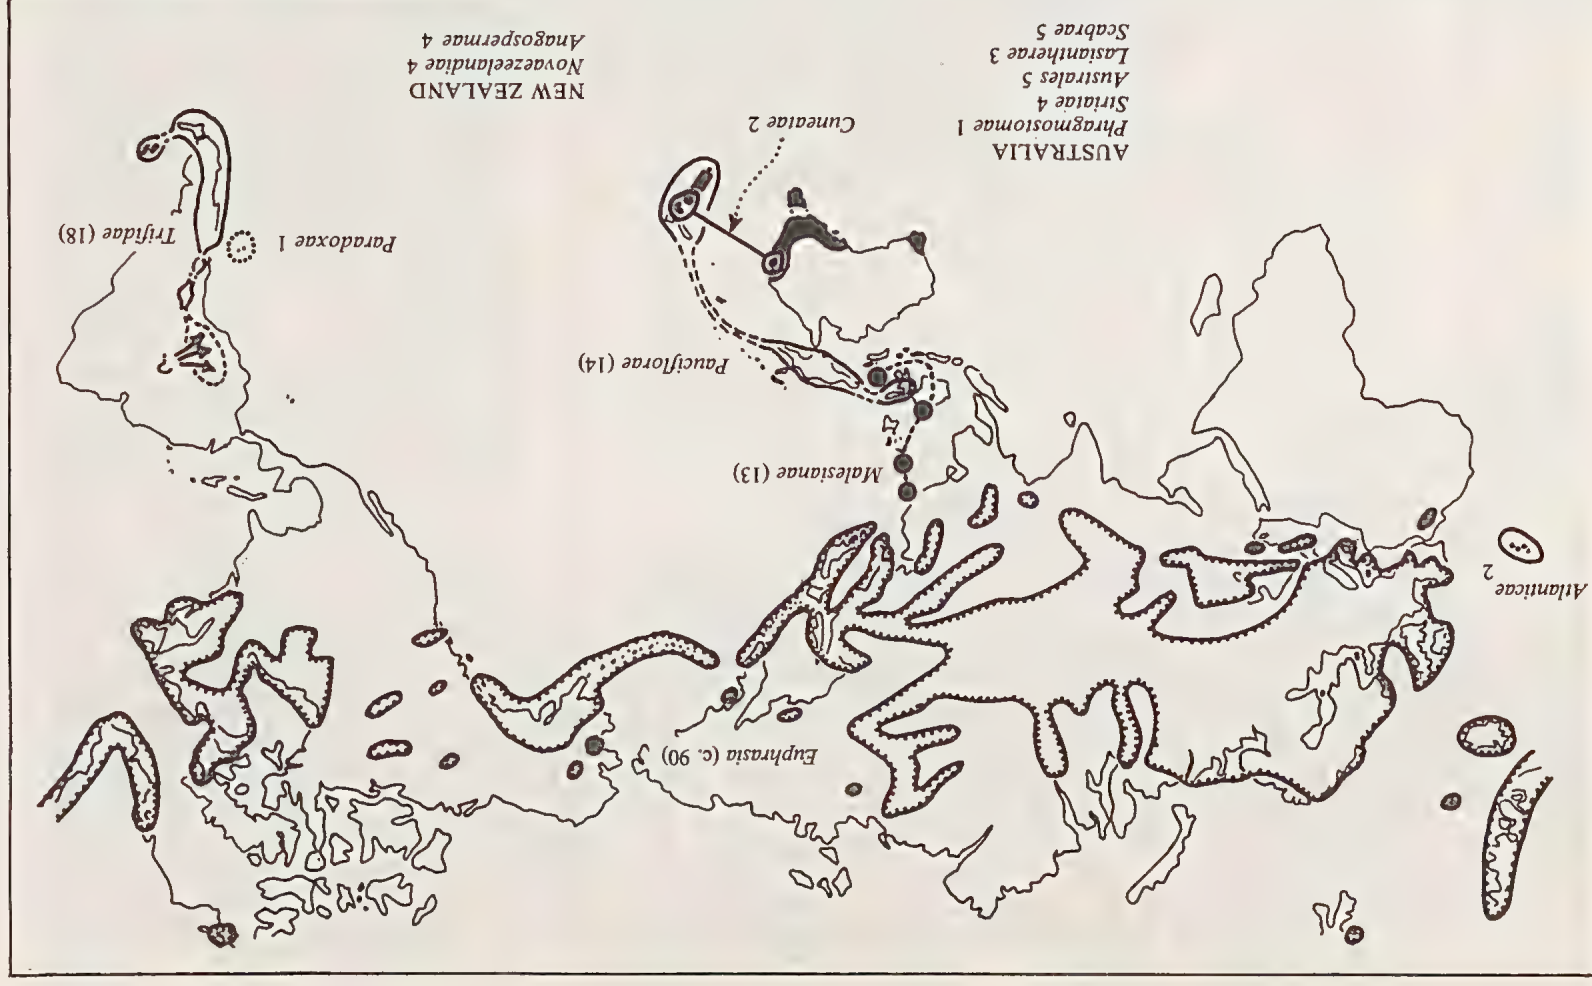 Euphrasia (c. 90)
Atlanticae
2
Malesianae (13)
Pauciflorae (14)
Paradoxae 1
Trifidae (18)
Cuneatae 2
AUSTRALIA
Phragmostomae 1
Striatae 4
Australes 5
Lasiantherae 3
Scabrae 5
NEW ZEALAND
Novaezeelandiae 4
Anagospermae 4
?